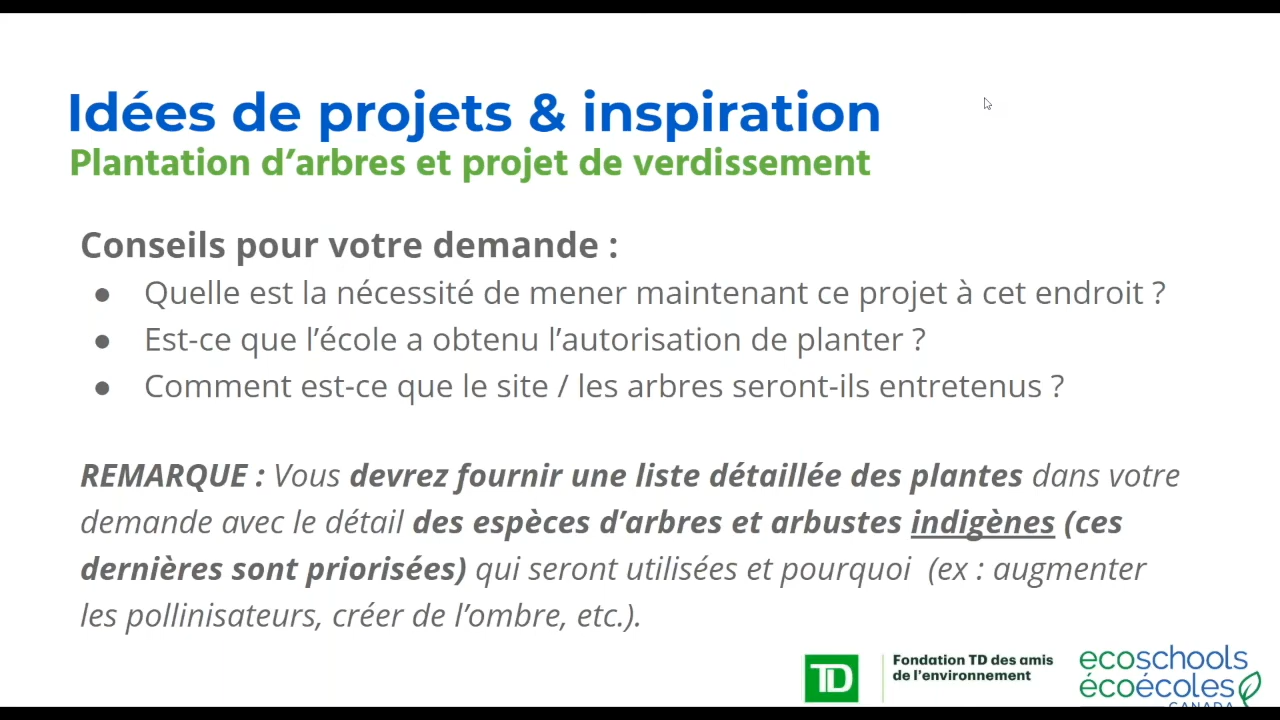 Idées de projets & inspiration
Plantation d’arbres et projet de verdissement
Conseils pour votre demande :
● Quelle est la nécessité de mener maintenant ce projet à cet endroit ?
● Est-ce que l’école a obtenu l’autorisation de planter ?
● Comment est-ce que le site / les arbres seront-ils entretenus ?
REMARQUE : Vous devrez fournir une liste détaillée des plantes dans votre
demande avec le détail des espèces d’arbres et arbustes indigènes (ces
dernières sont priorisées) qui seront utilisées et pourquoi (ex : augmenter
les pollinisateurs, créer de l’ombre, etc.).
TD
Fondation TD des amis
de l’environnement
ecoschools
écoécoles
CANADA